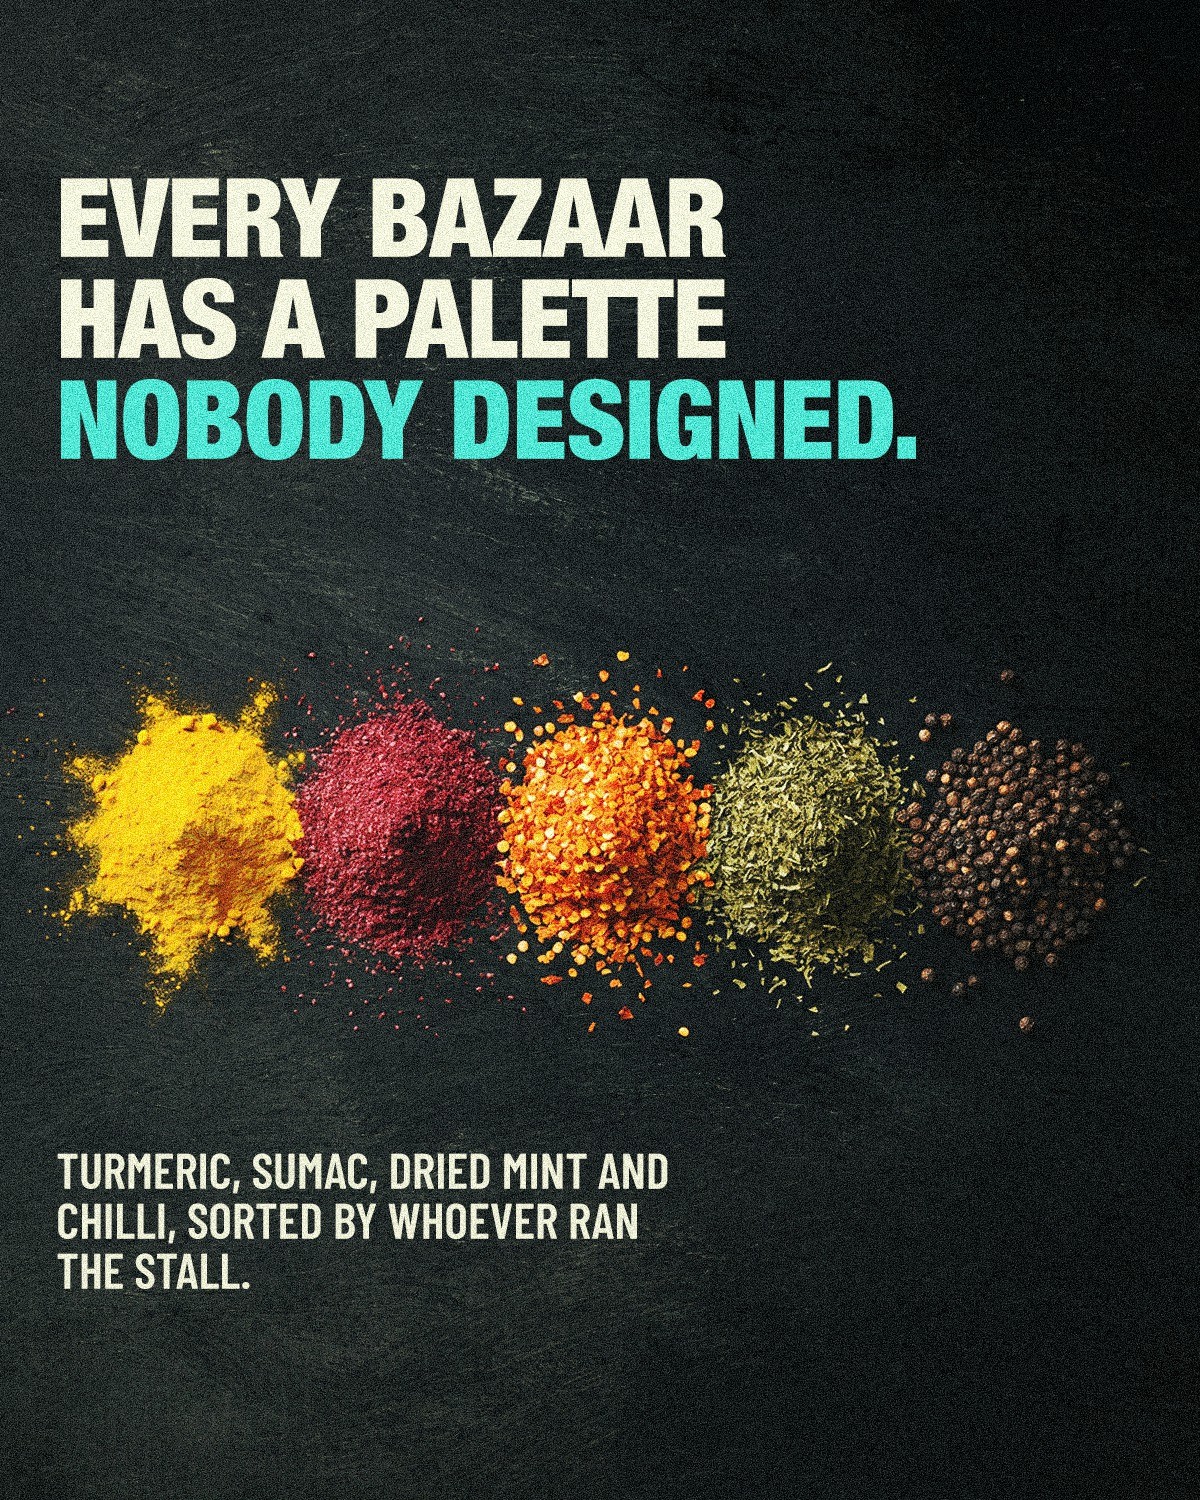 EVERY BAZAAR
HAS A PALETTE
NOBODY DESIGNED.
TURMERIC, SUMAC, DRIED MINT AND
CHILLI, SORTED BY WHOEVER RAN
THE STALL.